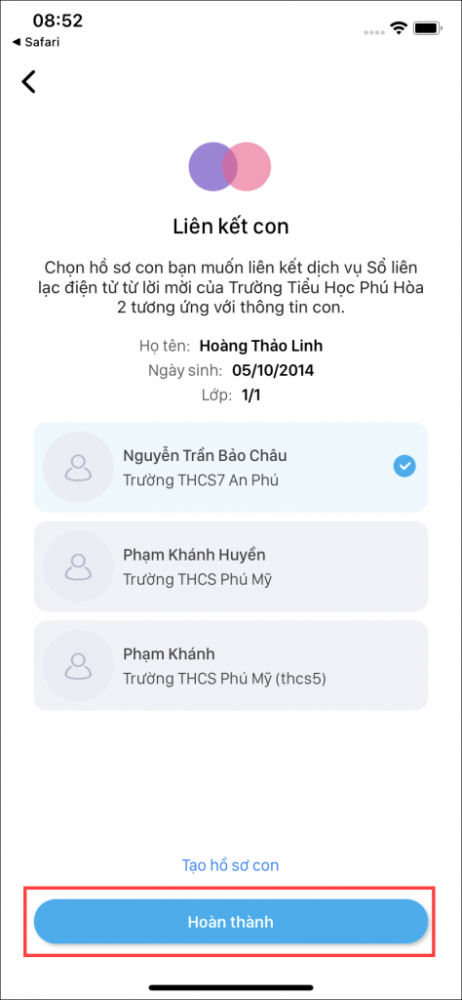 08:52
◀ Safari
Liên kết con
Chọn hồ sơ con bạn muốn liên kết dịch vụ Sổ liên
lạc điện tử từ lời mời của Trường Tiểu Học Phú Hòa
2 tương ứng với thông tin con.
Họ tên: Hoàng Thảo Linh
Ngày sinh: 05/10/2014
Lớp: 1/1
Nguyễn Trần Bảo Châu
Trường THCS7 An Phú
Phạm Khánh Huyền
Trường THCS Phú Mỹ
Phạm Khánh
Trường THCS Phú Mỹ (thcs5)
Tạo hồ sơ con
Hoàn thành